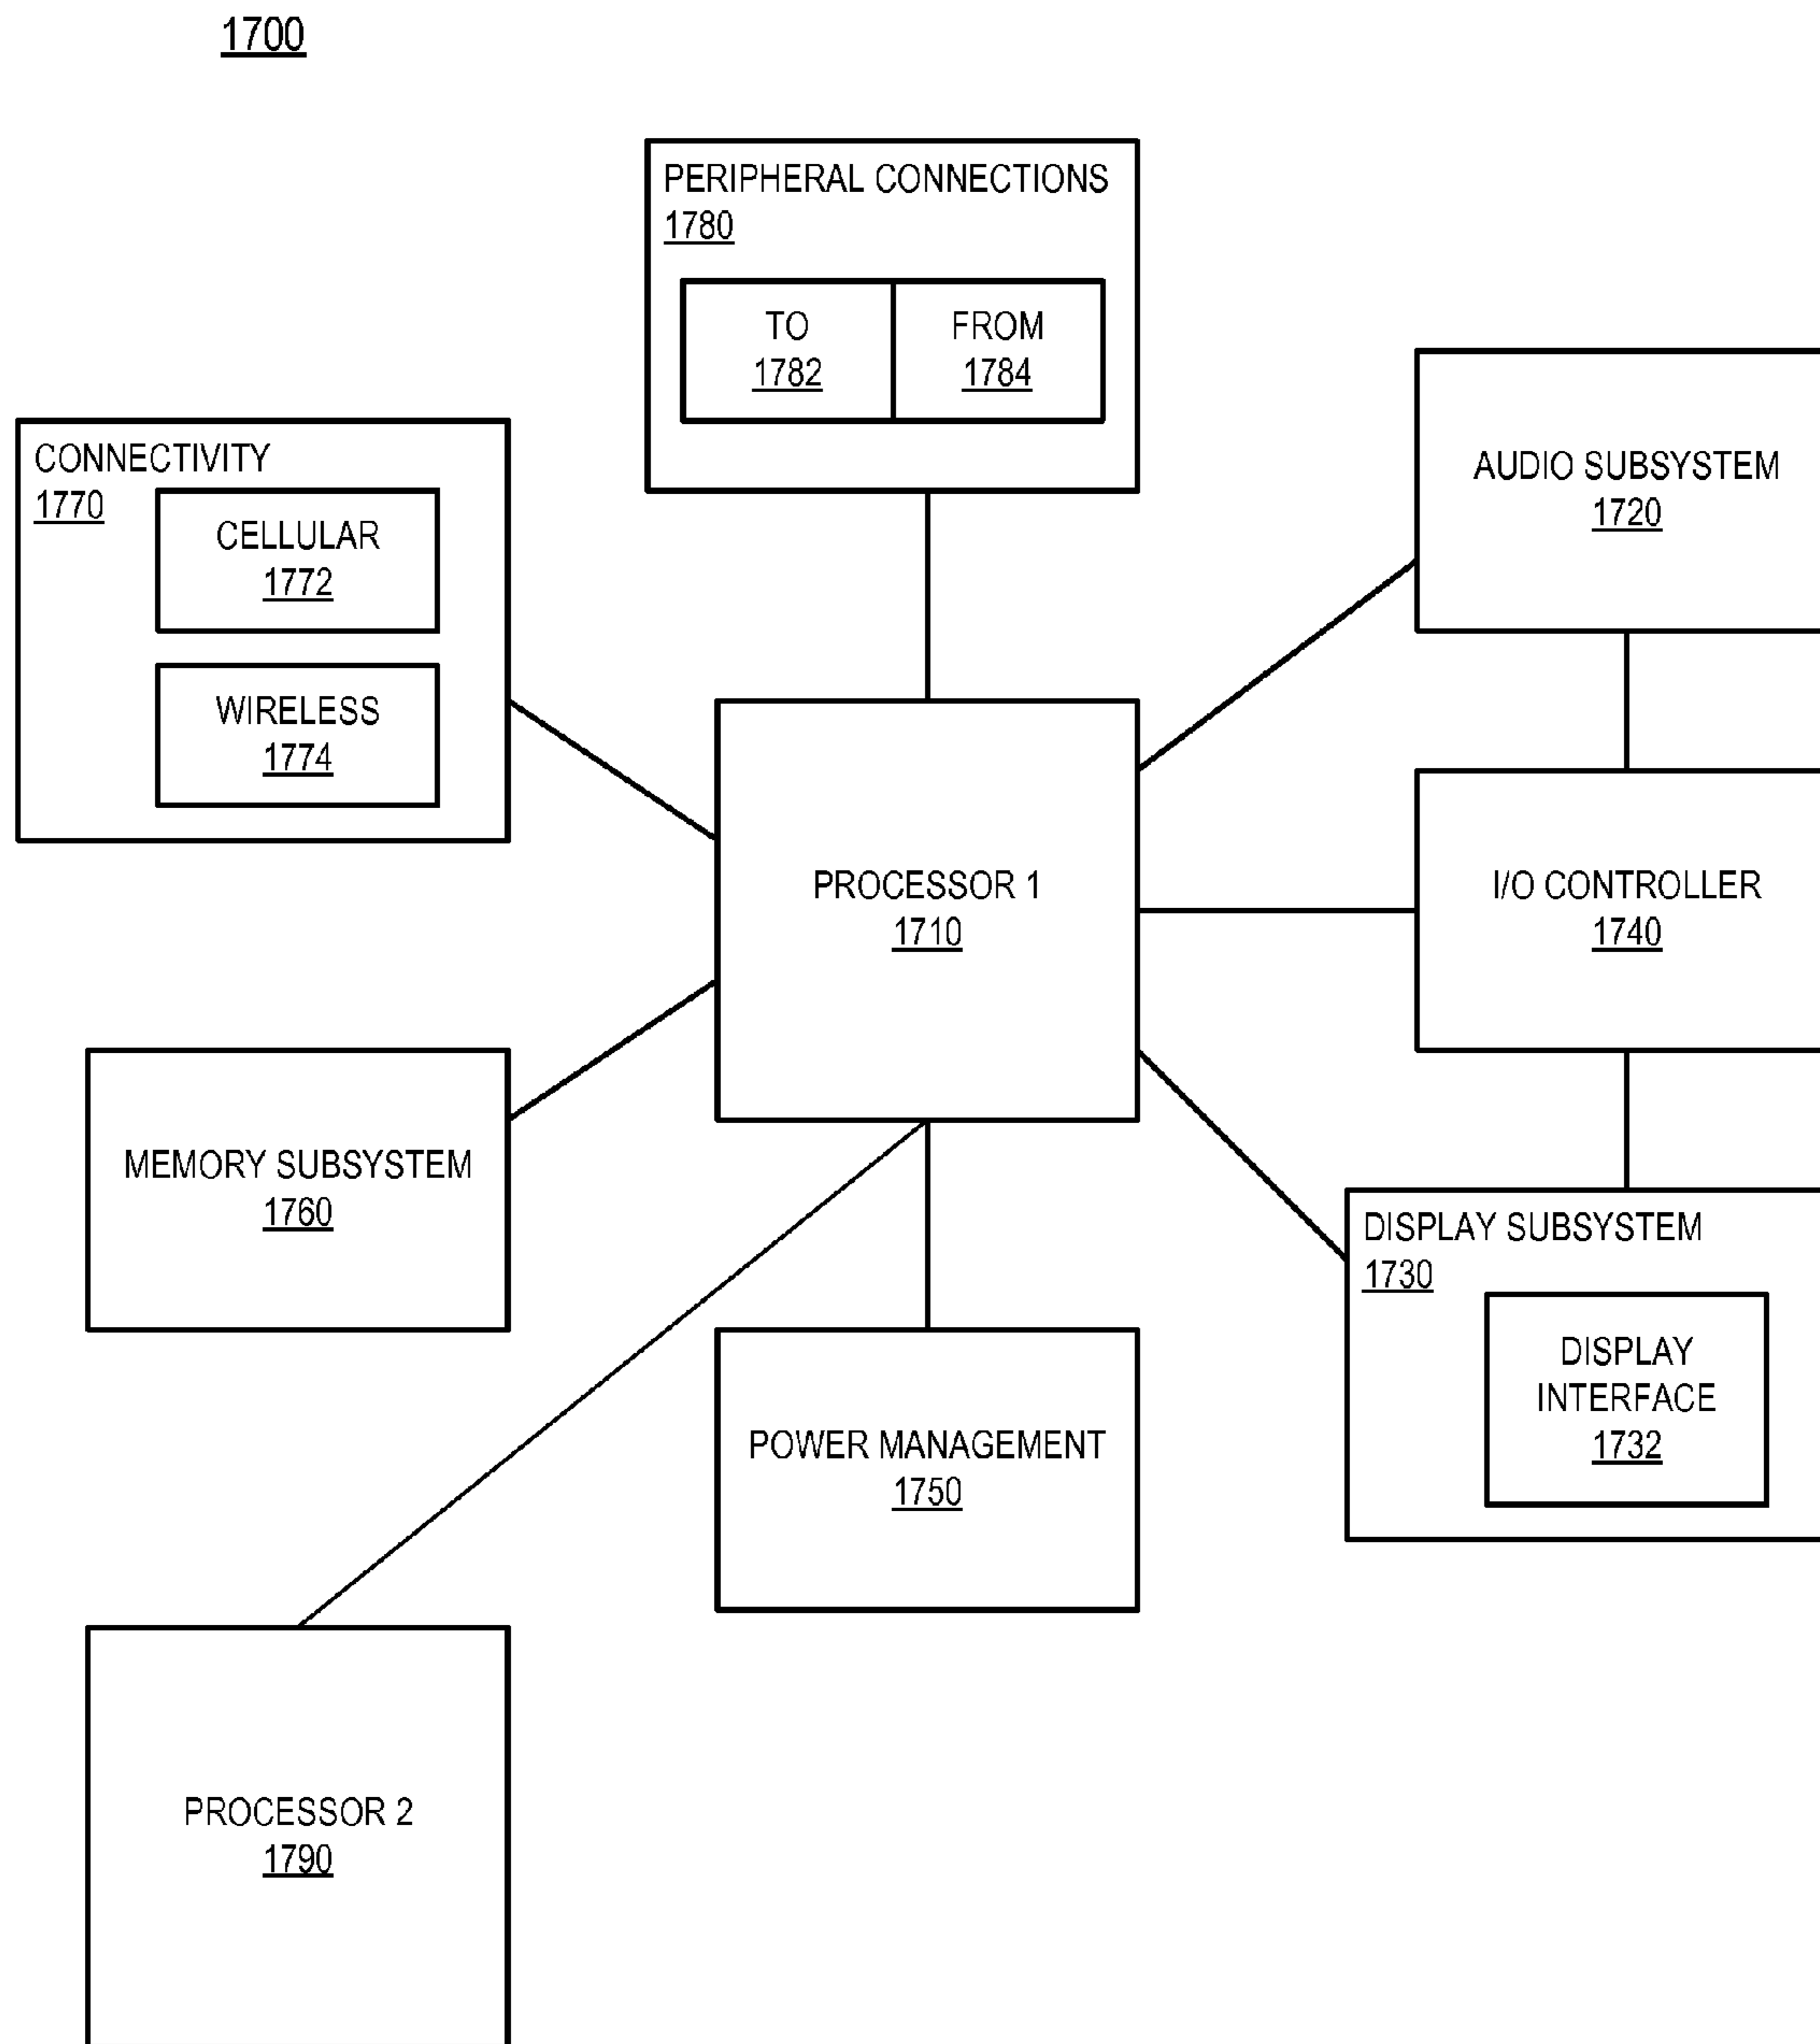 1700
PERIPHERAL CONNECTIONS
1780
TO
1782
FROM
1784
AUDIO SUBSYSTEM
1720
CONNECTIVITY
1770
CELLULAR
1772
WIRELESS
1774
PROCESSOR 1
1710
I/O CONTROLLER
1740
MEMORY SUBSYSTEM
1760
DISPLAY SUBSYSTEM
1730
DISPLAY
INTERFACE
1732
POWER MANAGEMENT
1750
PROCESSOR 2
1790